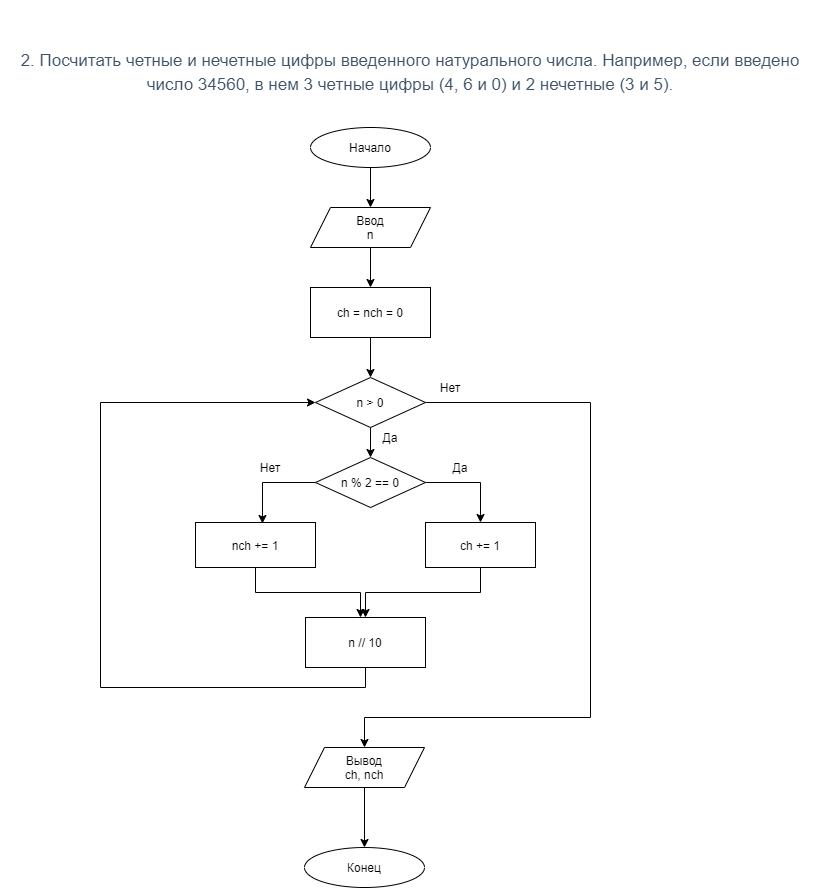 2. Посчитать четные и нечетные цифры введенного натурального числа. Например, если введено
число 34560, в нем 3 четные цифры (4, 6 и 0) и 2 нечетные (3 и 5).
Начало
Ввод
n
ch = nch = 0
Нет
n > 0
Да
Нет
Да
n % 2 == 0
nch += 1
ch += 1
n // 10
Вывод
ch, nch
Конец